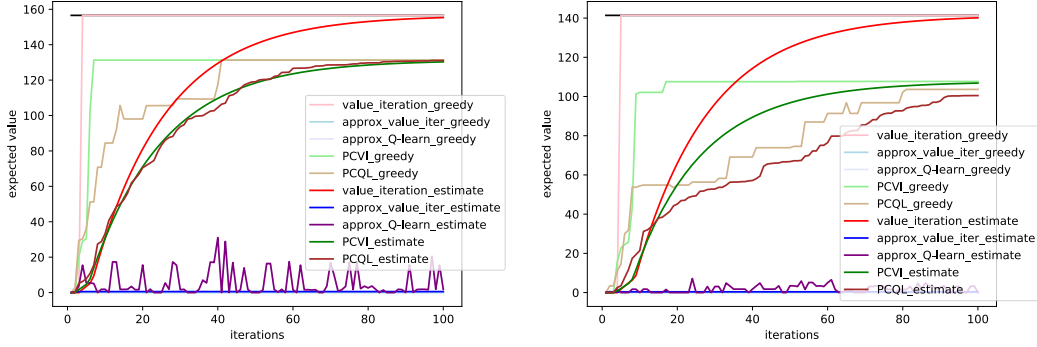 160
140
120
100
80
60
40
20
0
expected value
0
20
40
60
80
100
iterations
value_iteration_greedy
approx_value_iter_greedy
approx_Q-learn_greedy
PCVI_greedy
PCQL_greedy
value_iteration_estimate
approx_value_iter_estimate
approx_Q-learn_estimate
PCVI_estimate
PCQL_estimate
140
120
100
80
60
40
20
0
expected value
0
20
40
60
80
100
iterations
value_iteration_greedy
approx_value_iter_greedy
approx_Q-learn_greedy
PCVI_greedy
PCQL_greedy
value_iteration_estimate
approx_value_iter_estimate
approx_Q-learn_estimate
PCVI_estimate
PCQL_estimate